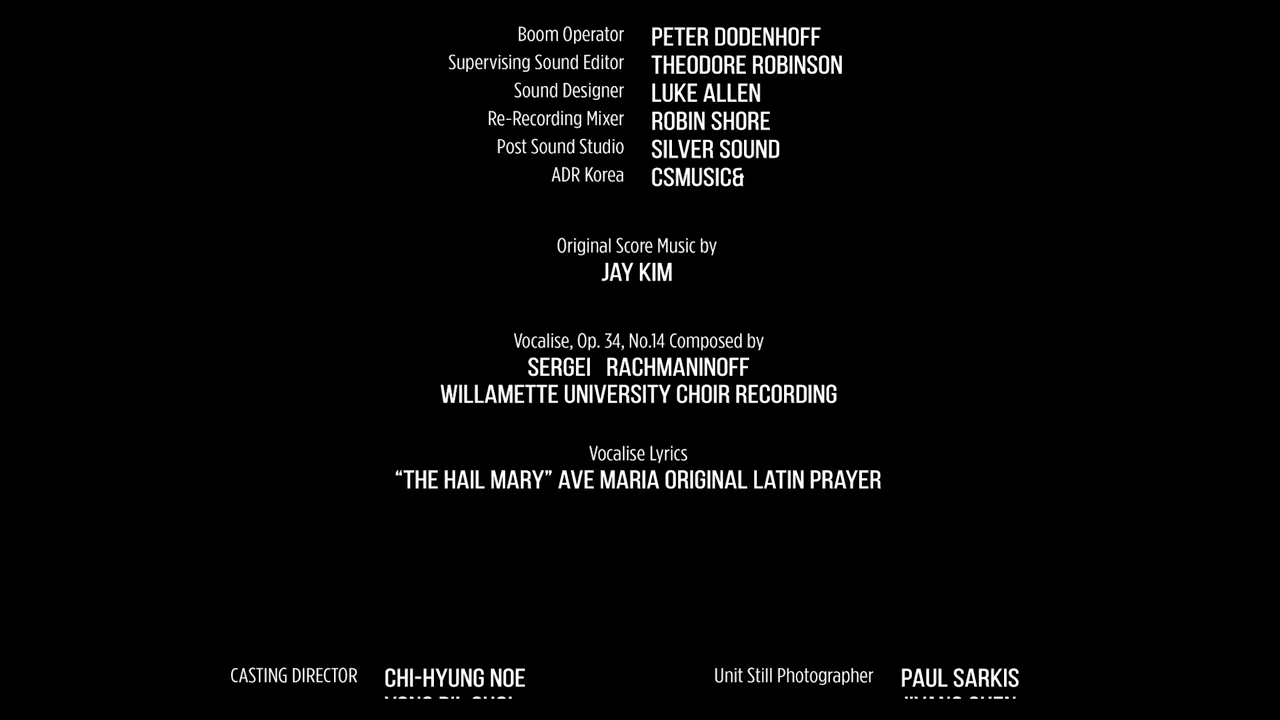 Boom Operator PETER DODENHOFF
Supervising Sound Editor THEODORE ROBINSON
Sound Designer LUKE ALLEN
Re-Recording Mixer ROBIN SHORE
Post Sound Studio SILVER SOUND
ADR Korea CSMUSIC&
Original Score Music by
JAY KIM
Vocalise, Op. 34, No.14 Composed by
SERGEI RACHMANINOFF
WILLAMETTE UNIVERSITY CHOIR RECORDING
Vocalise Lyrics
“THE HAIL MARY” AVE MARIA ORIGINAL LATIN PRAYER
CASTING DIRECTOR CHI-HYUNG NOE Unit Still Photographer PAUL SARKIS